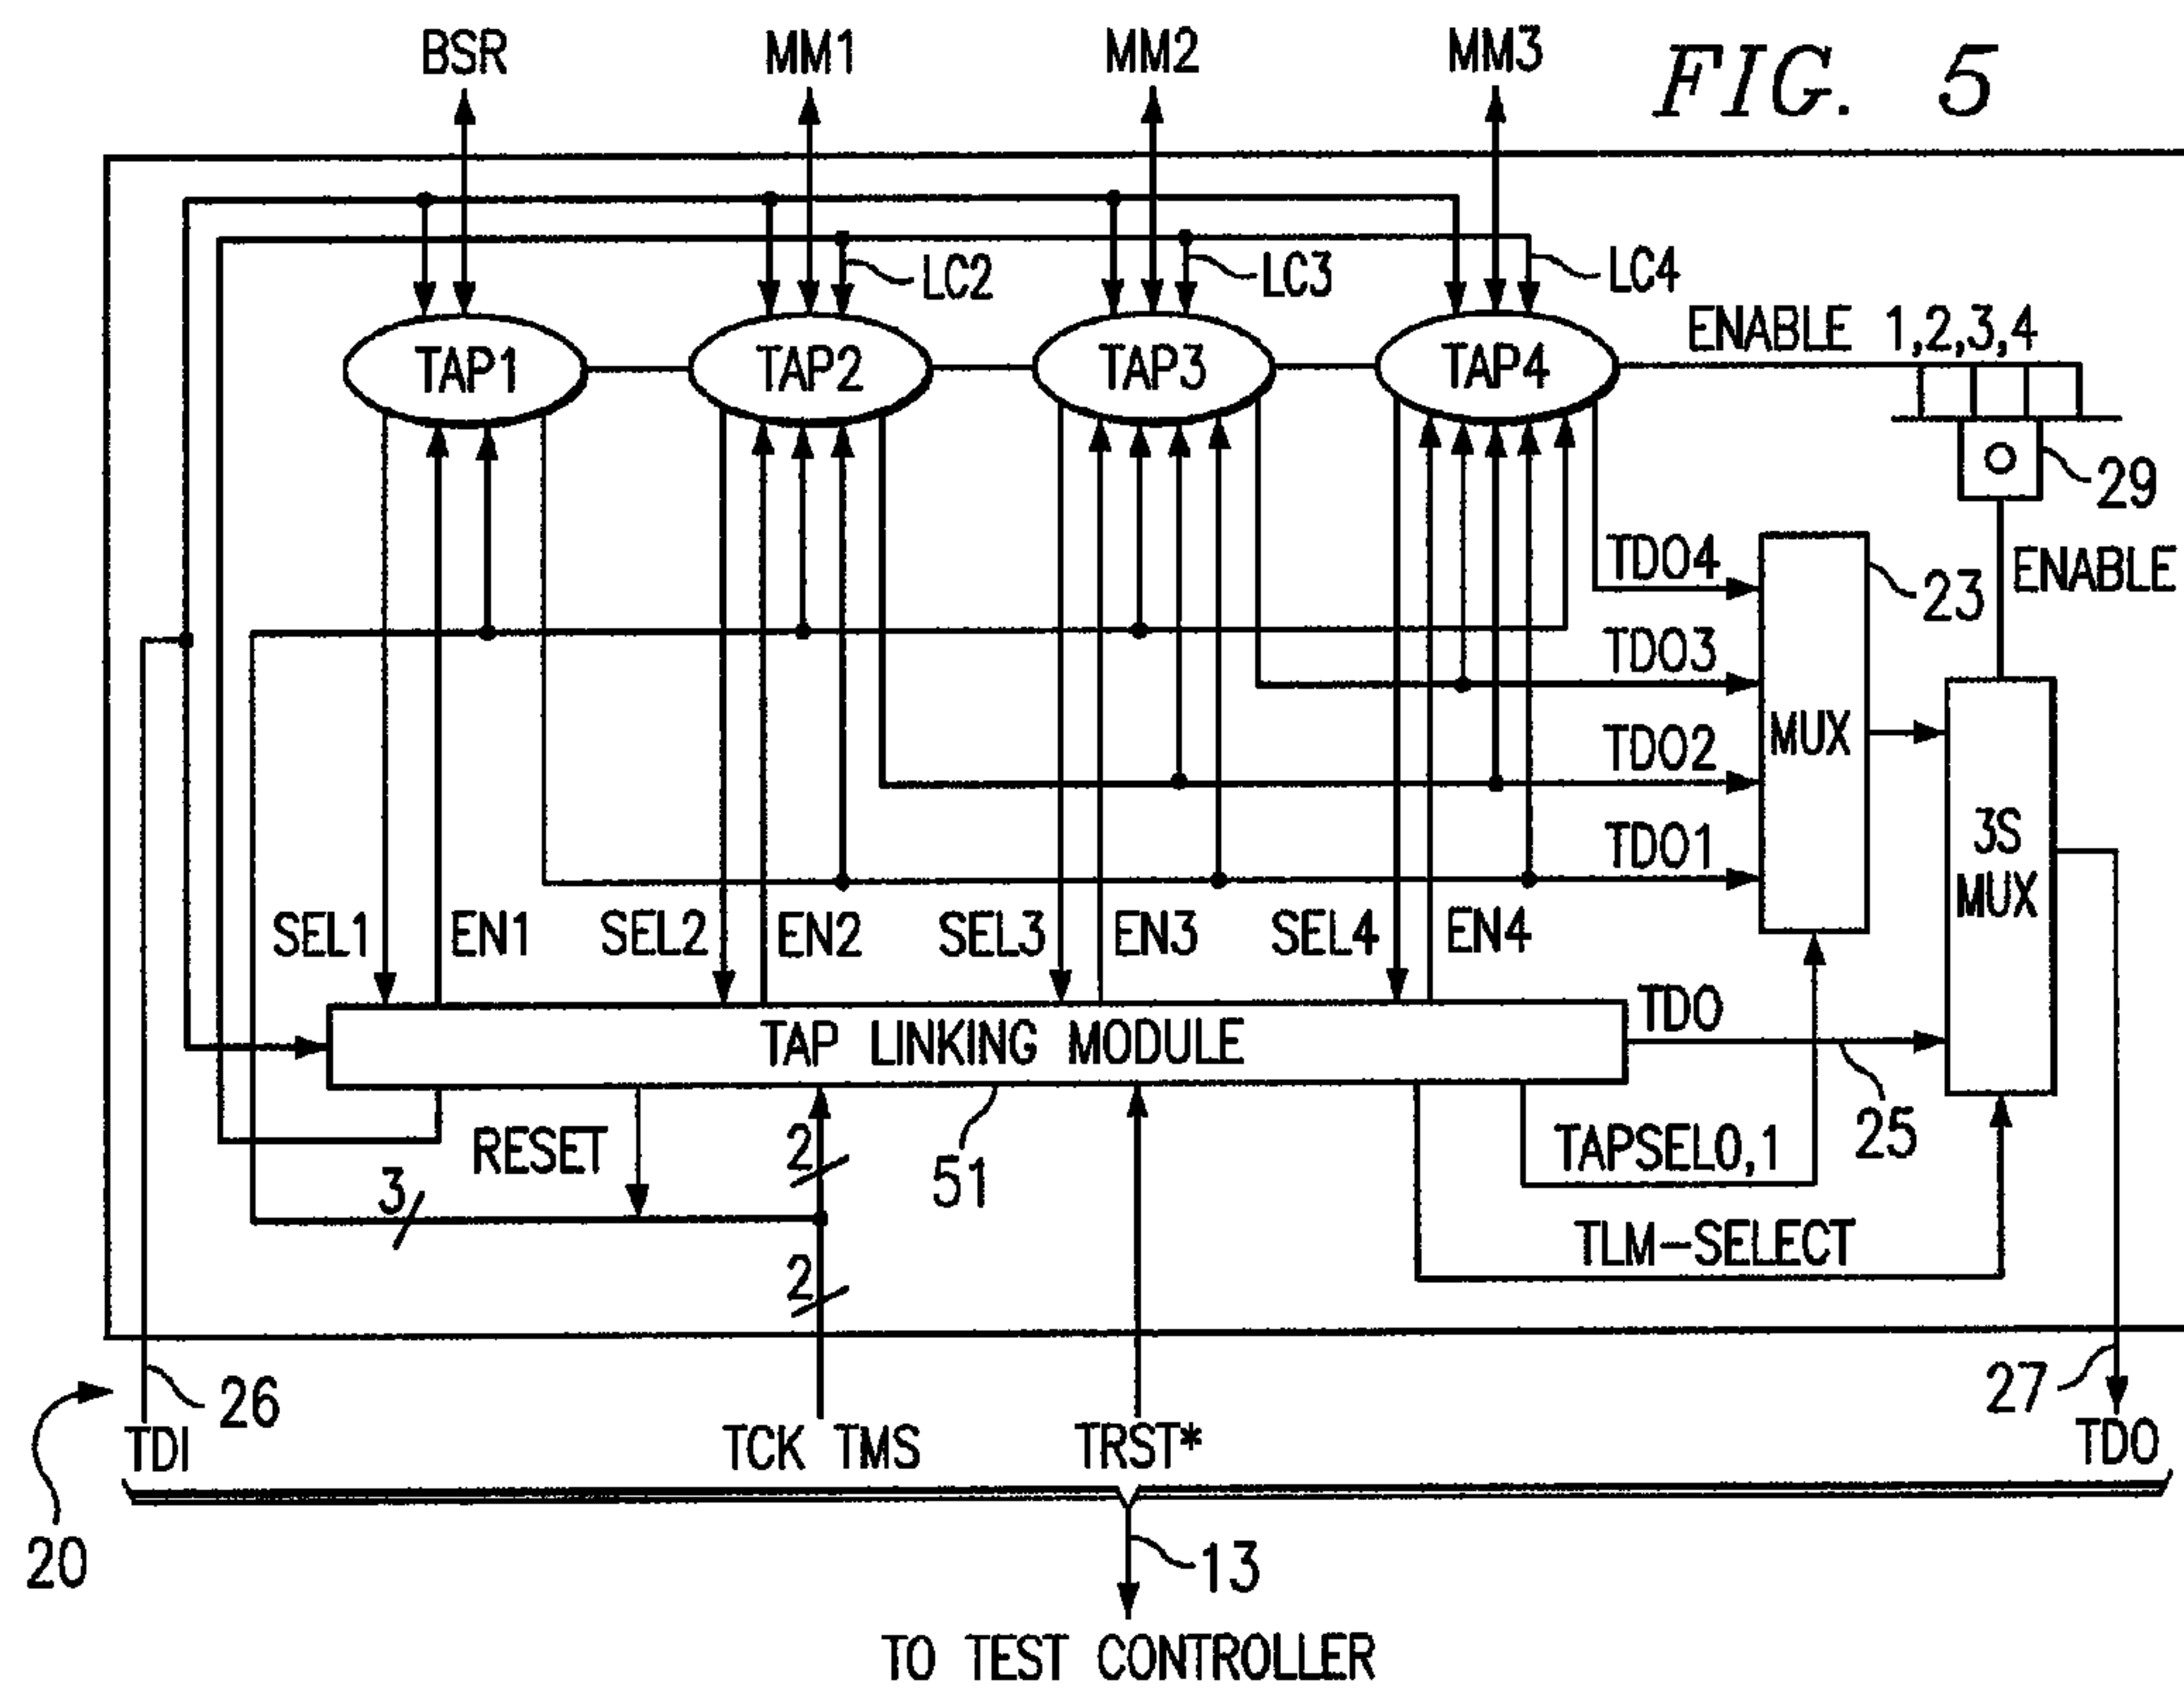 BSR MM1 MM2 MM3 FIG. 5
LC2 LC3 LC4
ENABLE 1,2,3,4
TAP1 TAP2 TAP3 TAP4
29
TDO4 ENABLE
23
TDO3
MUX
TDO2
3S
MUX
TDO1
SEL1 EN1 SEL2 EN2 SEL3 EN3 SEL4 EN4
TDO
TAP LINKING MODULE
25
RESET 2 51 TAPSEL0,1
3
TLM-SELECT
2
26 27
TDI TCK TMS TRST* TDO
20 13
TO TEST CONTROLLER